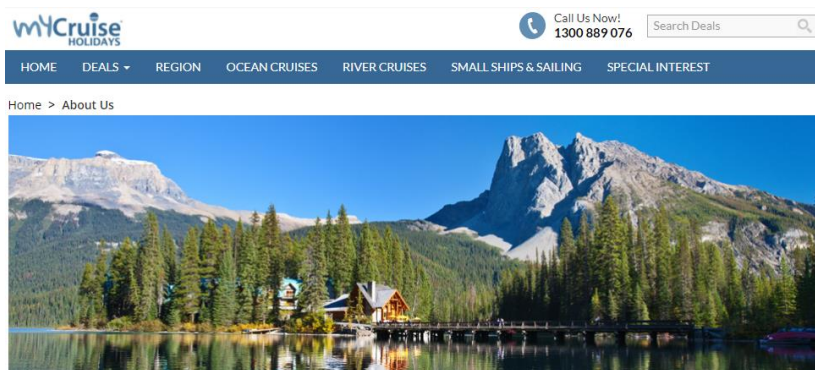 myCruise
HOLIDAYS
Call Us Now!
1300 889 076
Search Deals
HOME DEALS REGION OCEAN CRUISES RIVER CRUISES SMALL SHIPS & SAILING SPECIAL INTEREST
Home > About Us